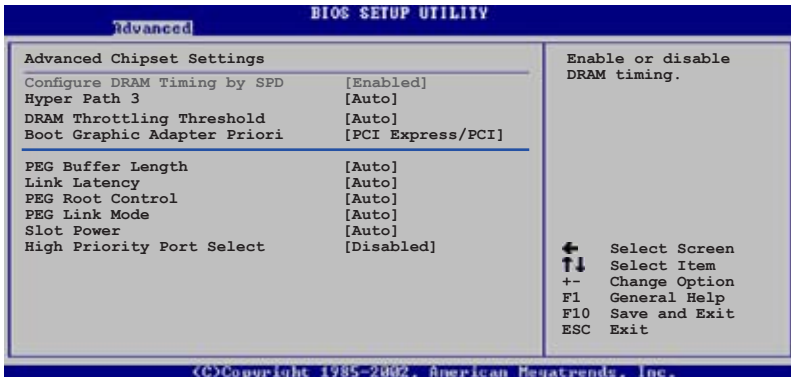 BIOS SETUP UTILITY
Advanced
Advanced Chipset Settings
Configure DRAM Timing by SPD [Enabled]
Hyper Path 3 [Auto]
DRAM Throttling Threshold [Auto]
Boot Graphic Adapter Priori [PCI Express/PCI]
PEG Buffer Length [Auto]
Link Latency [Auto]
PEG Root Control [Auto]
PEG Link Mode [Auto]
Slot Power [Auto]
High Priority Port Select [Disabled]
Enable or disable
DRAM timing.
← Select Screen
↑↓ Select Item
+- Change Option
F1 General Help
F10 Save and Exit
ESC Exit
(C)Copyright 1985-2002, American Megatrends, Inc.